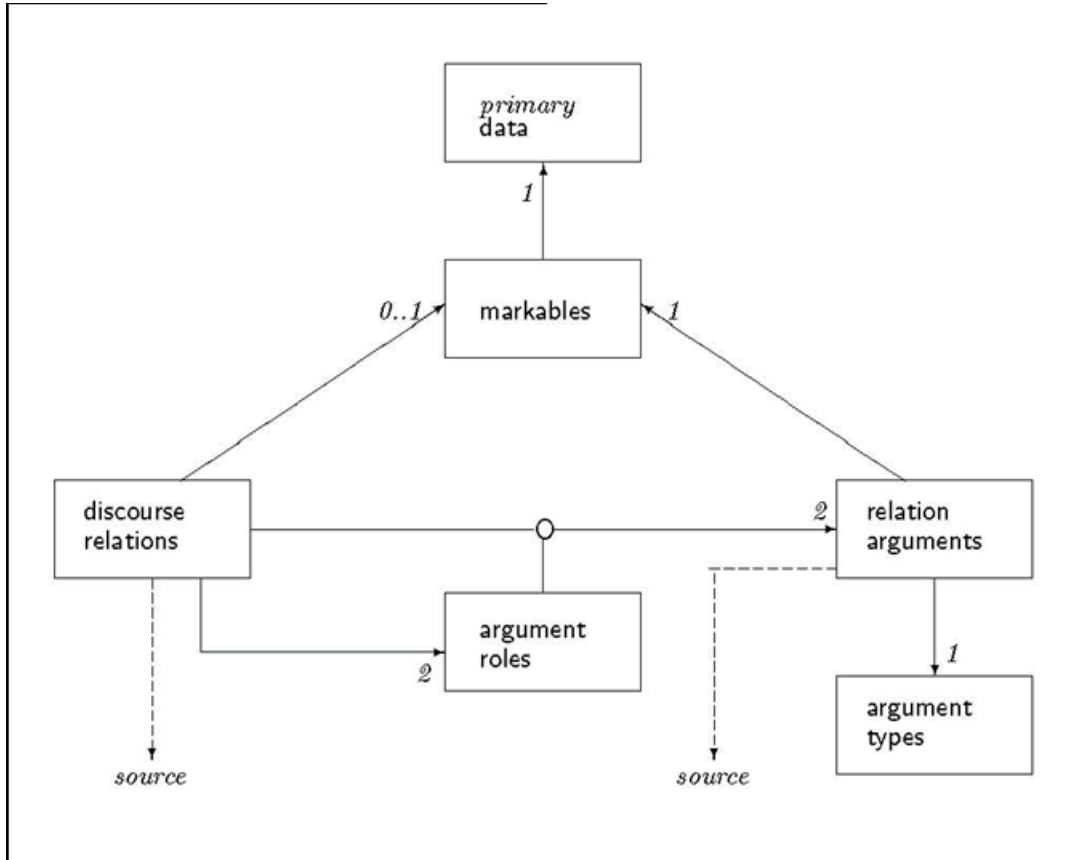 primary
data
1
markables
0..1
1
discourse
relations
2
relation
arguments
argument
roles
2
1
argument
types
source
source